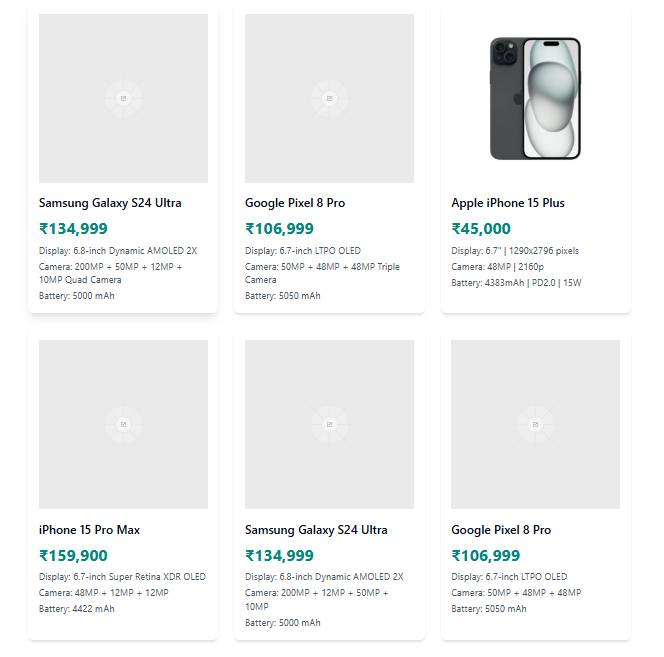 Samsung Galaxy S24 Ultra
₹134,999
Display: 6.8-inch Dynamic AMOLED 2X
Camera: 200MP + 50MP + 12MP +
10MP Quad Camera
Battery: 5000 mAh
Google Pixel 8 Pro
₹106,999
Display: 6.7-inch LTPO OLED
Camera: 50MP + 48MP + 48MP Triple
Camera
Battery: 5050 mAh
Apple iPhone 15 Plus
₹45,000
Display: 6.7" | 1290x2796 pixels
Camera: 48MP | 2160p
Battery: 4383mAh | PD2.0 | 15W
iPhone 15 Pro Max
₹159,900
Display: 6.7-inch Super Retina XDR OLED
Camera: 48MP + 12MP + 12MP
Battery: 4422 mAh
Samsung Galaxy S24 Ultra
₹134,999
Display: 6.8-inch Dynamic AMOLED 2X
Camera: 200MP + 12MP + 50MP +
10MP
Battery: 5000 mAh
Google Pixel 8 Pro
₹106,999
Display: 6.7-inch LTPO OLED
Camera: 50MP + 48MP + 48MP
Battery: 5050 mAh